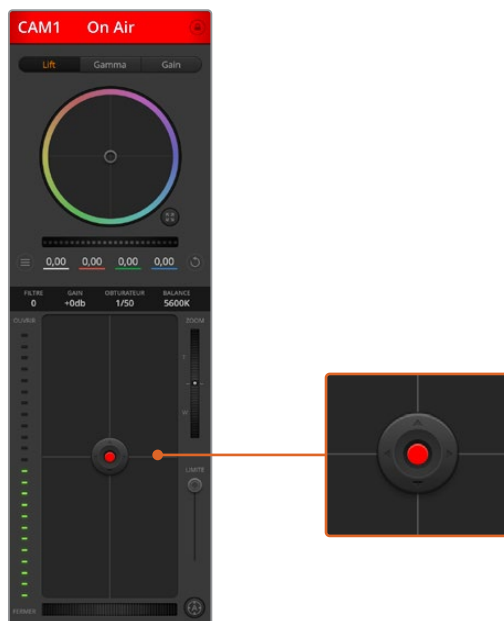 CAM1 On Air
Lift Gamma Gain
0,00 0,00 0,00 0,00
FILTRE GAIN OBTURATEUR BALANCE
0 +0db 1/50 5600K
OUVRIR ZOOM
T
W
LIMITE
FERMER
A